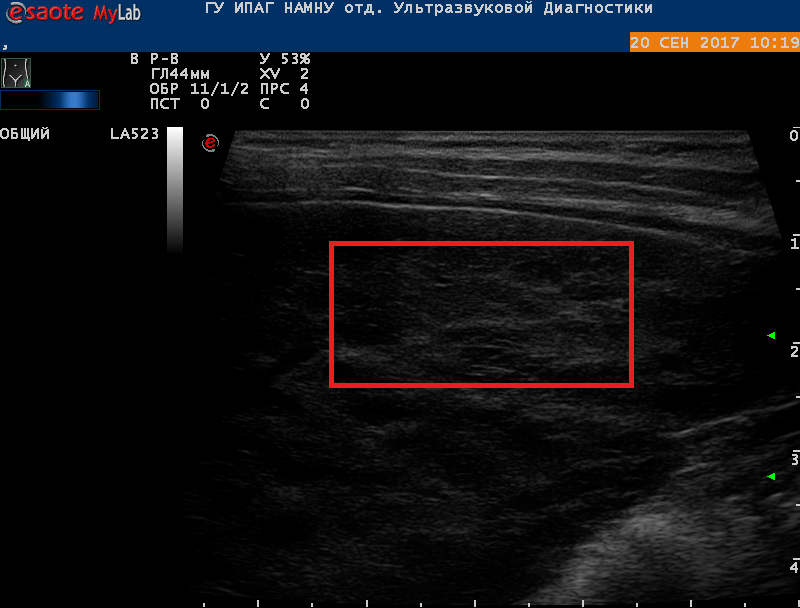 esaote MyLab
ГУ ИПАГ НАМНУ отд. Ультразвуковой Диагностики
,
20 СЕН 2017 10:19
B Р-В У 53%
ГЛ44мм XV 2
ОБР 11/1/2 ПРС 4
ПСТ 0 С 0
A
ОБЩИЙ LA523
e
0
1
2
3
4